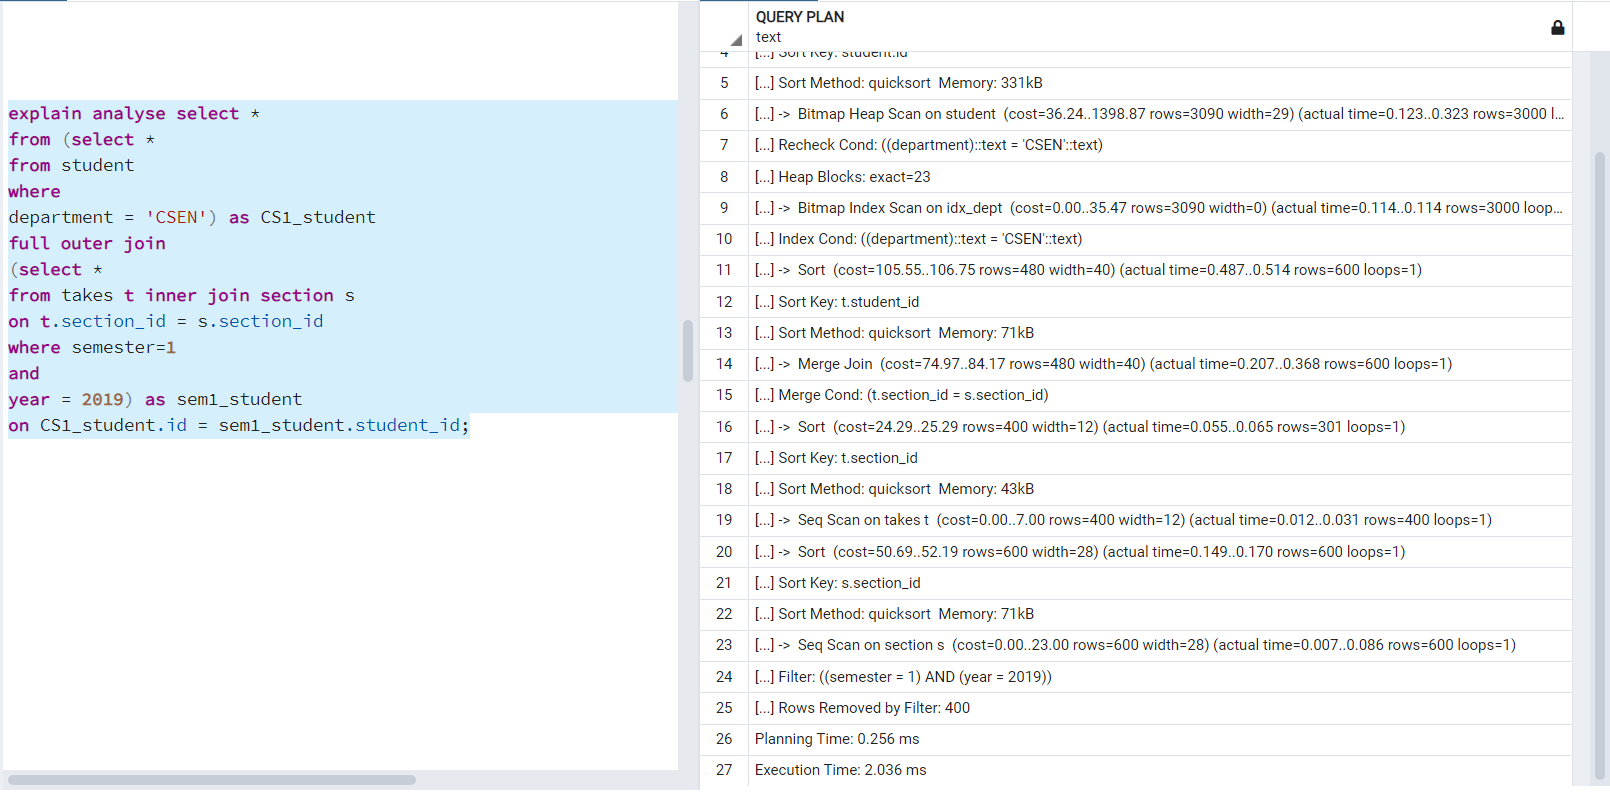 explain analyse select *
from (select *
from student
where
department = 'CSEN') as CS1_student
full outer join
(select *
from takes t inner join section s
on t.section_id = s.section_id
where semester=1
and
year = 2019) as sem1_student
on CS1_student.id = sem1_student.student_id;
QUERY PLAN
text
4 [...] Sort Key: student.id
5 [...] Sort Method: quicksort Memory: 331kB
6 [...] -> Bitmap Heap Scan on student (cost=36.24..1398.87 rows=3090 width=29) (actual time=0.123..0.323 rows=3000 l...
7 [...] Recheck Cond: ((department)::text = 'CSEN'::text)
8 [...] Heap Blocks: exact=23
9 [...] -> Bitmap Index Scan on idx_dept (cost=0.00..35.47 rows=3090 width=0) (actual time=0.114..0.114 rows=3000 loop...
10 [...] Index Cond: ((department)::text = 'CSEN'::text)
11 [...] -> Sort (cost=105.55..106.75 rows=480 width=40) (actual time=0.487..0.514 rows=600 loops=1)
12 [...] Sort Key: t.student_id
13 [...] Sort Method: quicksort Memory: 71kB
14 [...] -> Merge Join (cost=74.97..84.17 rows=480 width=40) (actual time=0.207..0.368 rows=600 loops=1)
15 [...] Merge Cond: (t.section_id = s.section_id)
16 [...] -> Sort (cost=24.29..25.29 rows=400 width=12) (actual time=0.055..0.065 rows=301 loops=1)
17 [...] Sort Key: t.section_id
18 [...] Sort Method: quicksort Memory: 43kB
19 [...] -> Seq Scan on takes t (cost=0.00..7.00 rows=400 width=12) (actual time=0.012..0.031 rows=400 loops=1)
20 [...] -> Sort (cost=50.69..52.19 rows=600 width=28) (actual time=0.149..0.170 rows=600 loops=1)
21 [...] Sort Key: s.section_id
22 [...] Sort Method: quicksort Memory: 71kB
23 [...] -> Seq Scan on section s (cost=0.00..23.00 rows=600 width=28) (actual time=0.007..0.086 rows=600 loops=1)
24 [...] Filter: ((semester = 1) AND (year = 2019))
25 [...] Rows Removed by Filter: 400
26 Planning Time: 0.256 ms
27 Execution Time: 2.036 ms